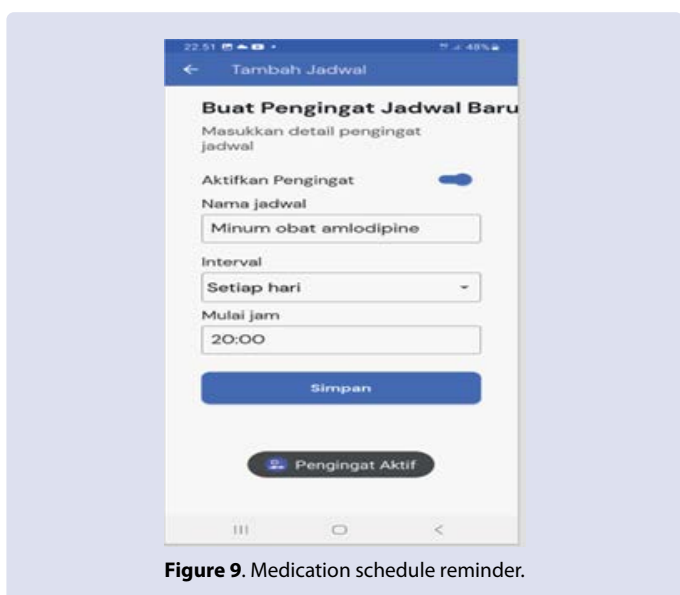 22.51
48%
Tambah Jadwal
Buat Pengingat Jadwal Baru
Masukkan detail pengingat
jadwal
Aktifkan Pengingat
Nama jadwal
Minum obat amlodipine
Interval
Setiap hari
Mulai jam
20:00
Simpan
Pengingat Aktif
Figure 9. Medication schedule reminder.